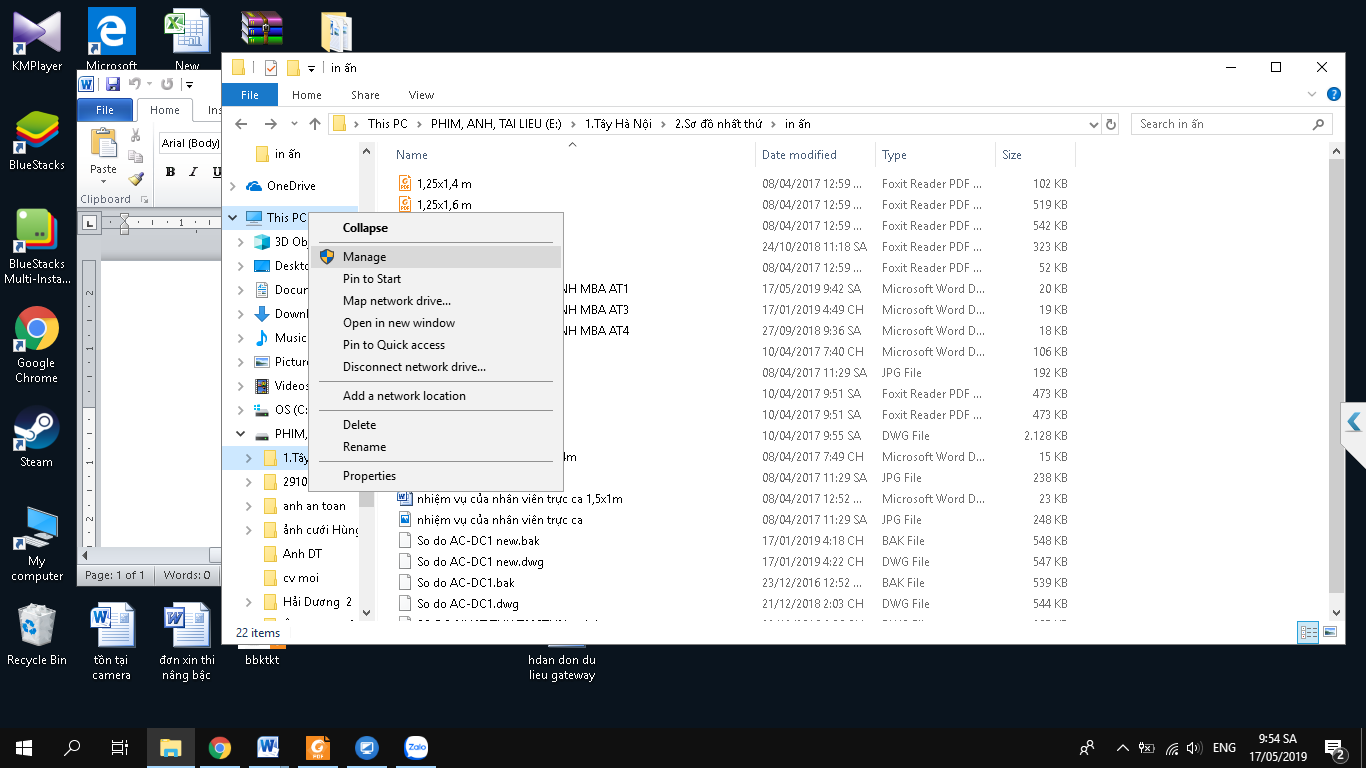 KMPlayer
Microsoft
New
BlueStacks
BlueStacks
Multi-Insta...
Google
Chrome
Steam
My
computer
Recycle Bin
tồn tại
camera
đơn xin thi
nâng bậc
bbktkt
hdan don du
lieu gateway
File
Home
Ins
Paste
Arial (Body)
B I U
Clipboard
L
1
2
1
1
2
Page: 1 of 1
Words: 0
in ấn
File
Home
Share
View
This PC
PHIM, ANH, TAI LIEU (E:)
1.Tây Hà Nội
2.Sơ đồ nhất thứ
in ấn
Search in ấn
in ấn
OneDrive
This PC
3D Obj
Deskto
Docum
Downl
Music
Picture
Videos
OS (C:
PHIM,
1.Tây
2910
anh an toan
ảnh cưới Hùng
Anh DT
cv moi
Hải Dương 2
Collapse
Manage
Pin to Start
Map network drive...
Open in new window
Pin to Quick access
Disconnect network drive...
Add a network location
Delete
Rename
Properties
Name Date modified Type Size
1,25x1,4 m 08/04/2017 12:59 ... Foxit Reader PDF ... 102 KB
1,25x1,6 m 08/04/2017 12:59 ... Foxit Reader PDF ... 519 KB
08/04/2017 12:59 ... Foxit Reader PDF ... 542 KB
24/10/2018 11:18 SA Foxit Reader PDF ... 323 KB
08/04/2017 12:59 ... Foxit Reader PDF ... 52 KB
NH MBA AT1 17/05/2019 9:42 SA Microsoft Word D... 20 KB
NH MBA AT3 17/01/2019 4:49 CH Microsoft Word D... 19 KB
NH MBA AT4 27/09/2018 9:36 SA Microsoft Word D... 18 KB
10/04/2017 7:40 CH Microsoft Word D... 106 KB
08/04/2017 11:29 SA JPG File 192 KB
10/04/2017 9:51 SA Foxit Reader PDF ... 473 KB
10/04/2017 9:51 SA Foxit Reader PDF ... 473 KB
10/04/2017 9:55 SA DWG File 2.128 KB
4m 08/04/2017 7:49 CH Microsoft Word D... 15 KB
08/04/2017 11:29 SA JPG File 238 KB
nhiệm vụ của nhân viên trực ca 1,5x1m 08/04/2017 12:52 ... Microsoft Word D... 23 KB
nhiệm vụ của nhân viên trực ca 08/04/2017 11:29 SA JPG File 248 KB
So do AC-DC1 new.bak 17/01/2019 4:18 CH BAK File 548 KB
So do AC-DC1 new.dwg 17/01/2019 4:22 CH DWG File 547 KB
So do AC-DC1.bak 23/12/2016 12:52 ... BAK File 539 KB
So do AC-DC1.dwg 21/12/2018 2:03 CH DWG File 544 KB
22 items
Zalo
ENG
9:54 SA
17/05/2019
2